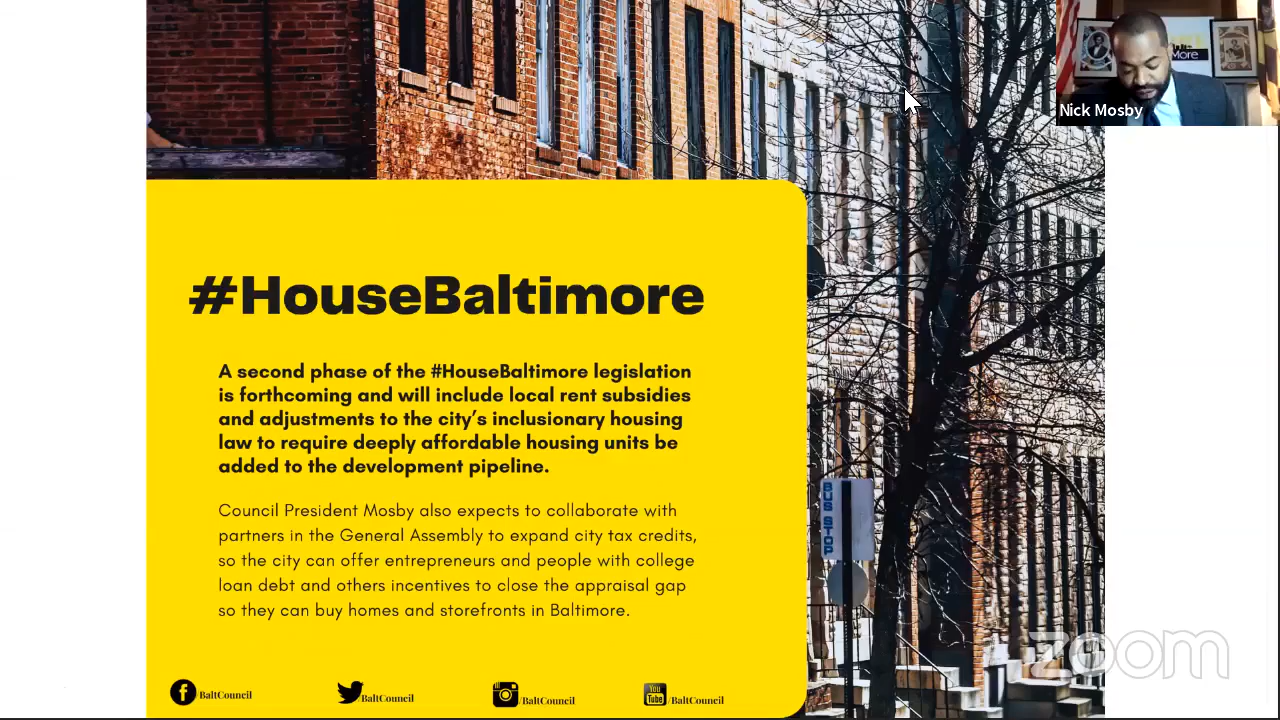 More
Nick Mosby
#HouseBaltimore
A second phase of the #HouseBaltimore legislation
is forthcoming and will include local rent subsidies
and adjustments to the city's inclusionary housing
law to require deeply affordable housing units be
added to the development pipeline.
Council President Mosby also expects to collaborate with
partners in the General Assembly to expand city tax credits,
so the city can offer entrepreneurs and people with college
loan debt and others incentives to close the appraisal gap
so they can buy homes and storefronts in Baltimore.
BUS STOP
zoom
f /BaltCouncil
/BaltCouncil
/BaltCouncil
You Tube /BaltCouncil